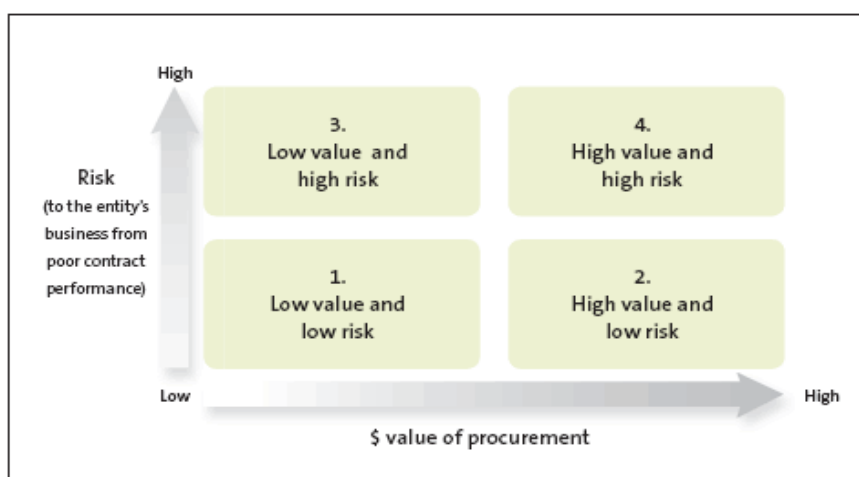 High
3.
Low value and
high risk
4.
High value and
high risk
Risk
(to the entity’s
business from
poor contract
performance)
1.
Low value and
low risk
2.
High value and
low risk
Low
High
$ value of procurement